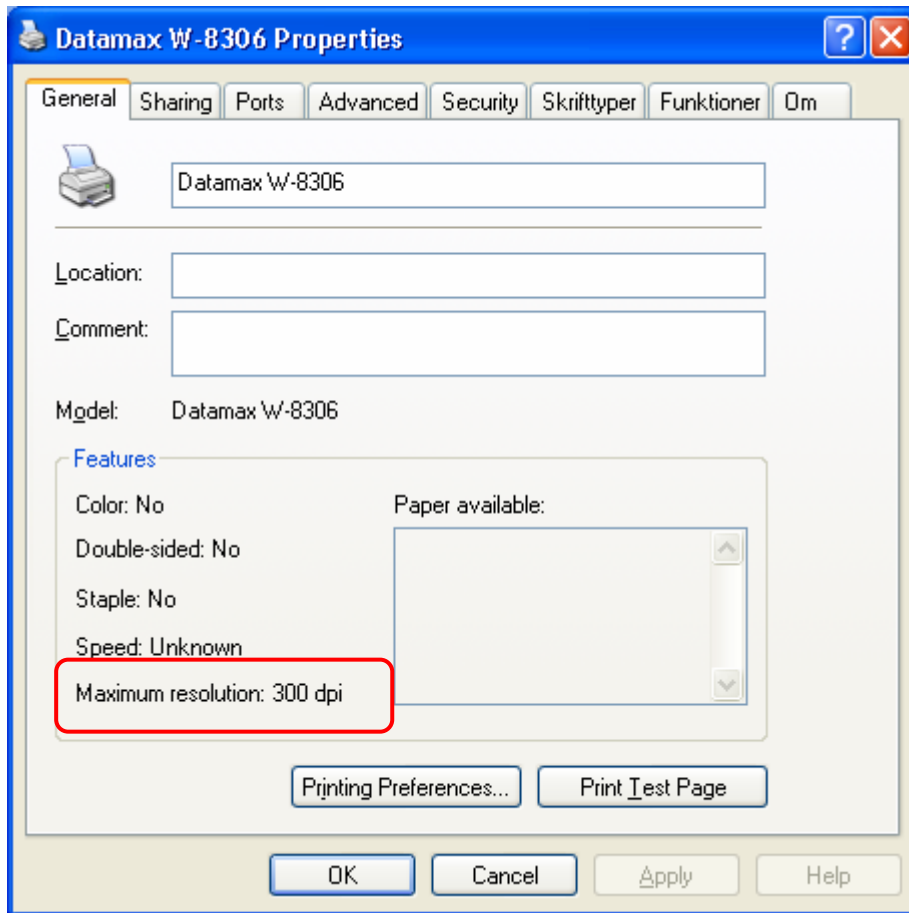 Datamax W-8306 Properties
General Sharing Ports Advanced Security Skrifttyper Funktioner Om
Datamax W-8306
Location:
Comment:
Model: Datamax W-8306
Features
Color: No
Paper available:
Double-sided: No
Staple: No
Speed: Unknown
Maximum resolution: 300 dpi
Printing Preferences... Print Test Page
OK Cancel Apply Help